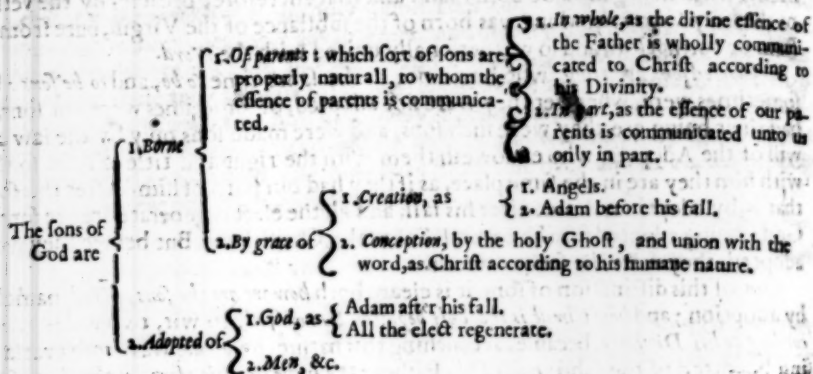 The ſons of
God are
1. Borne
1. Of parents: which ſort of ſons are
properly naturall, to whom the
eſſence of parents is communica-
ted.
1. In whole, as the divine eſſence of
the Father is wholly communi-
cated to Chriſt according to
his Divinity.
2. In part, as the eſſence of our pa-
rents is communicated unto us
only in part.
2. By grace of
1. Creation, as
1. Angels.
2. Adam before his fall.
2. Conception, by the holy Ghoſt, and union with the
word, as Chriſt according to his humane nature.
2. Adopted of
1. God, as
Adam after his fall.
All the elect regenerate.
2. Men, &c.